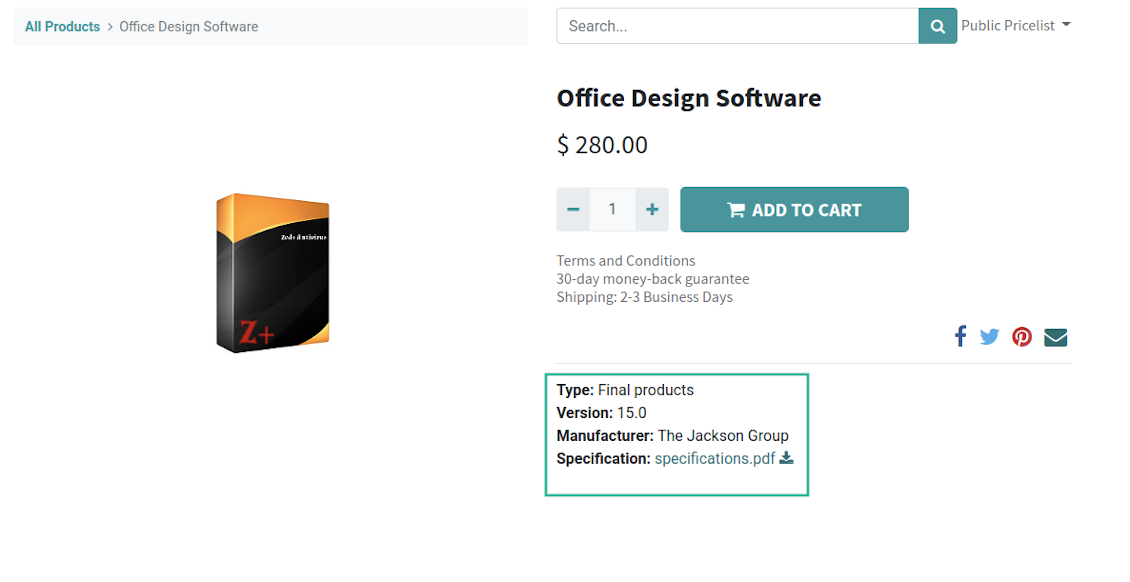 All Products > Office Design Software
Search...
Public Pricelist
Office Design Software
$ 280.00
1
ADD TO CART
Terms and Conditions
30-day money-back guarantee
Shipping: 2-3 Business Days
Zed+ Antivirus
Z+
Type: Final products
Version: 15.0
Manufacturer: The Jackson Group
Specification: specifications.pdf